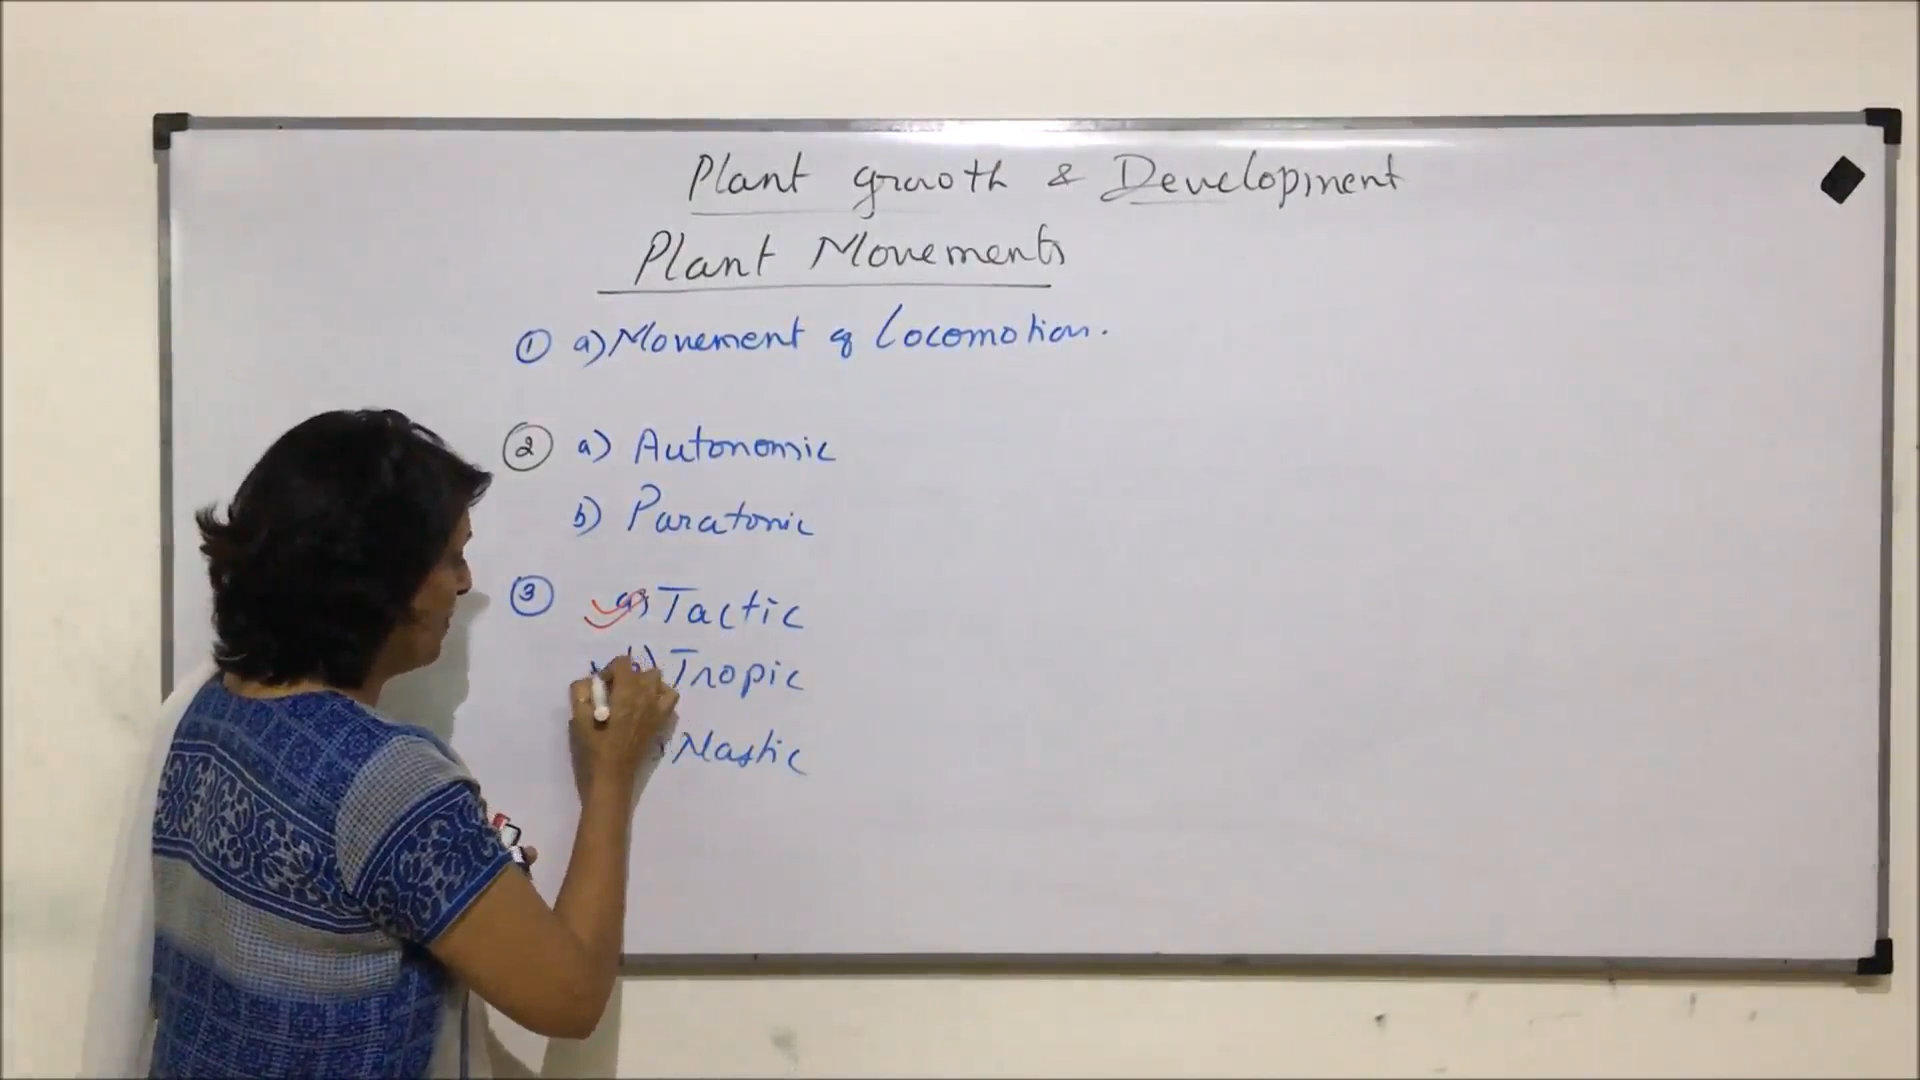 Plant growth & Development
Plant Movements
① a) Movement of Locomotion.
② a) Autonomic
b) Paratonic
③ a) Tactic
b) Tropic
Nastic